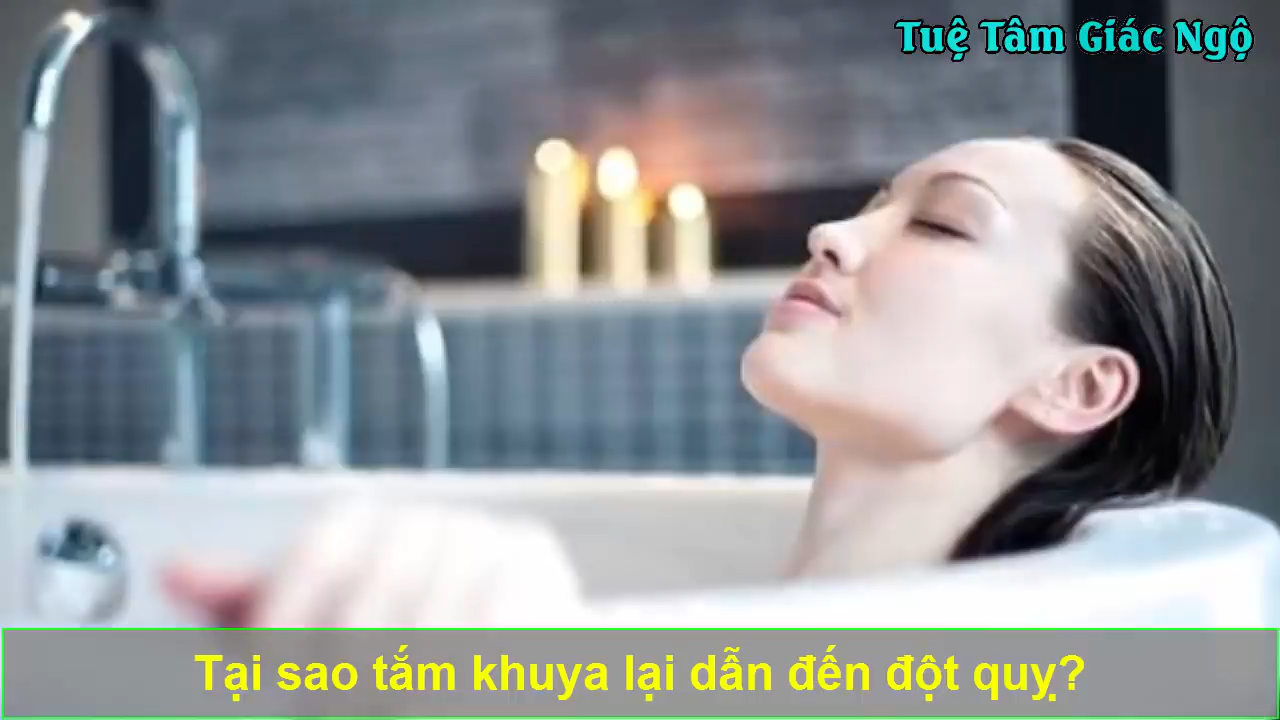 Tuệ Tâm Giác Ngộ
Tại sao tắm khuya lại dẫn đến đột quỵ?